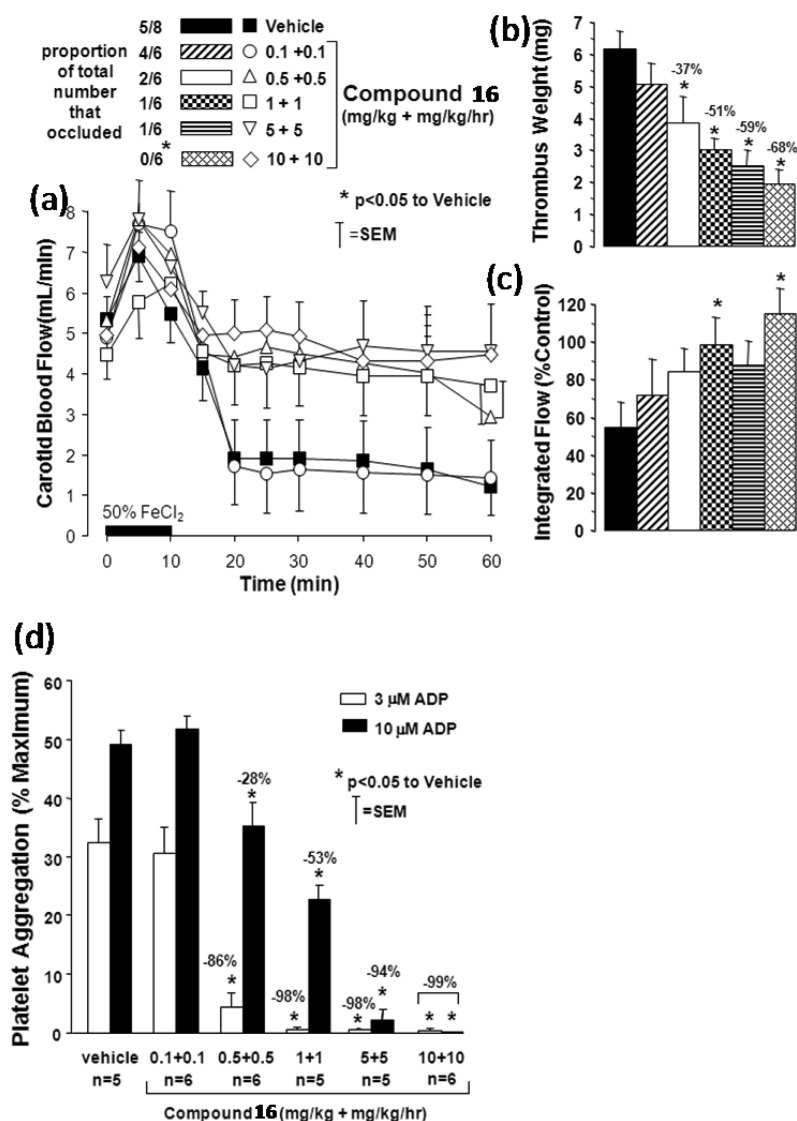 5/8 Vehicle
proportion of total number that occluded
4/6 0.1 +0.1
2/6 0.5 +0.5
1/6 1 + 1
1/6 5 + 5
0/6* 10 + 10
Compound 16
(mg/kg + mg/kg/hr)
(a)
* p<0.05 to Vehicle
=SEM
Carotid Blood Flow(mL/min)
8
7
6
5
4
3
2
1
0
50% FeCl2
0 10 20 30 40 50 60
Time (min)
(b)
Thrombus Weight (mg)
7
6
5
4
3
2
1
0
-37%
*
-51%
*
-59%
*
-68%
*
(c)
Integrated Flow (%Control)
120
100
80
60
40
20
0
*
*
(d)
Platelet Aggregation (% Maximum)
60
50
40
30
20
10
0
3 μM ADP
10 μM ADP
* p<0.05 to Vehicle
=SEM
-28%
*
-53%
*
-86%
*
-98%
*
-98%
*
-94%
*
-99%
* *
vehicle 0.1+0.1 0.5+0.5 1+1 5+5 10+10
n=5 n=6 n=6 n=5 n=5 n=6
Compound 16 (mg/kg + mg/kg/hr)